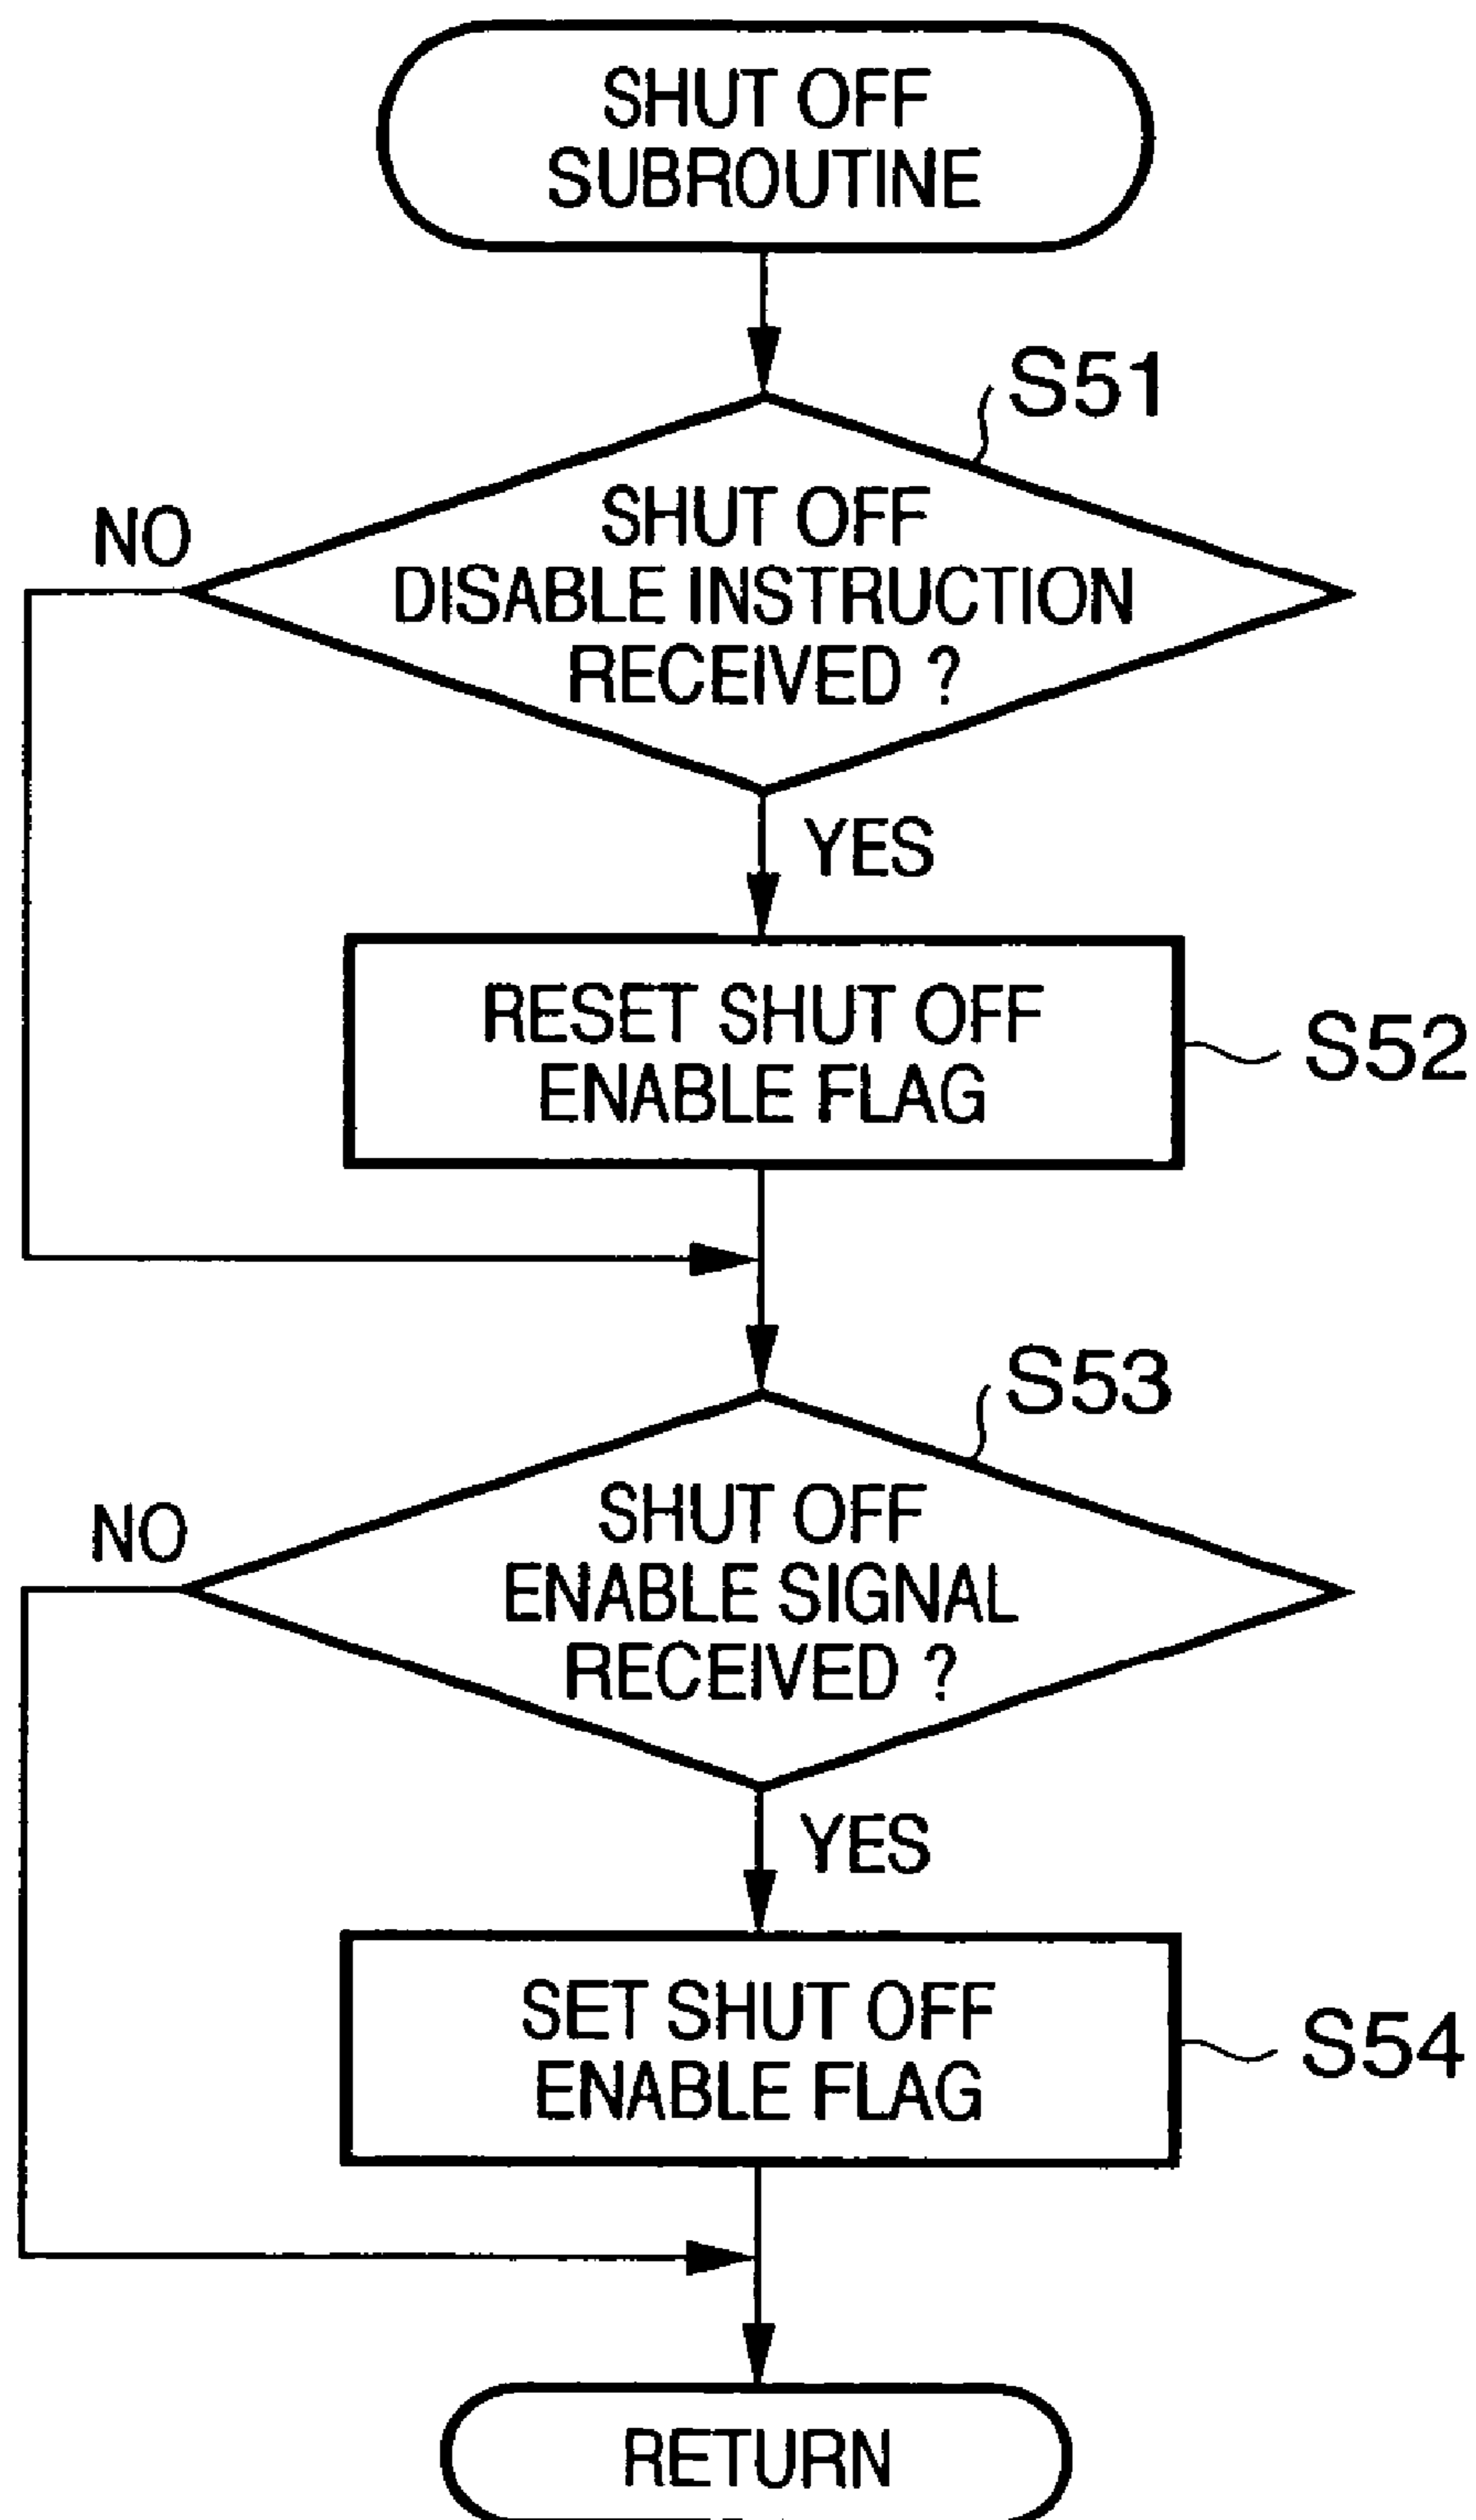 SHUT OFF
SUBROUTINE
S51
SHUT OFF
DISABLE INSTRUCTION
RECEIVED ?
NO
YES
RESET SHUT OFF
ENABLE FLAG
S52
S53
SHUT OFF
ENABLE SIGNAL
RECEIVED ?
NO
YES
SET SHUT OFF
ENABLE FLAG
S54
RETURN